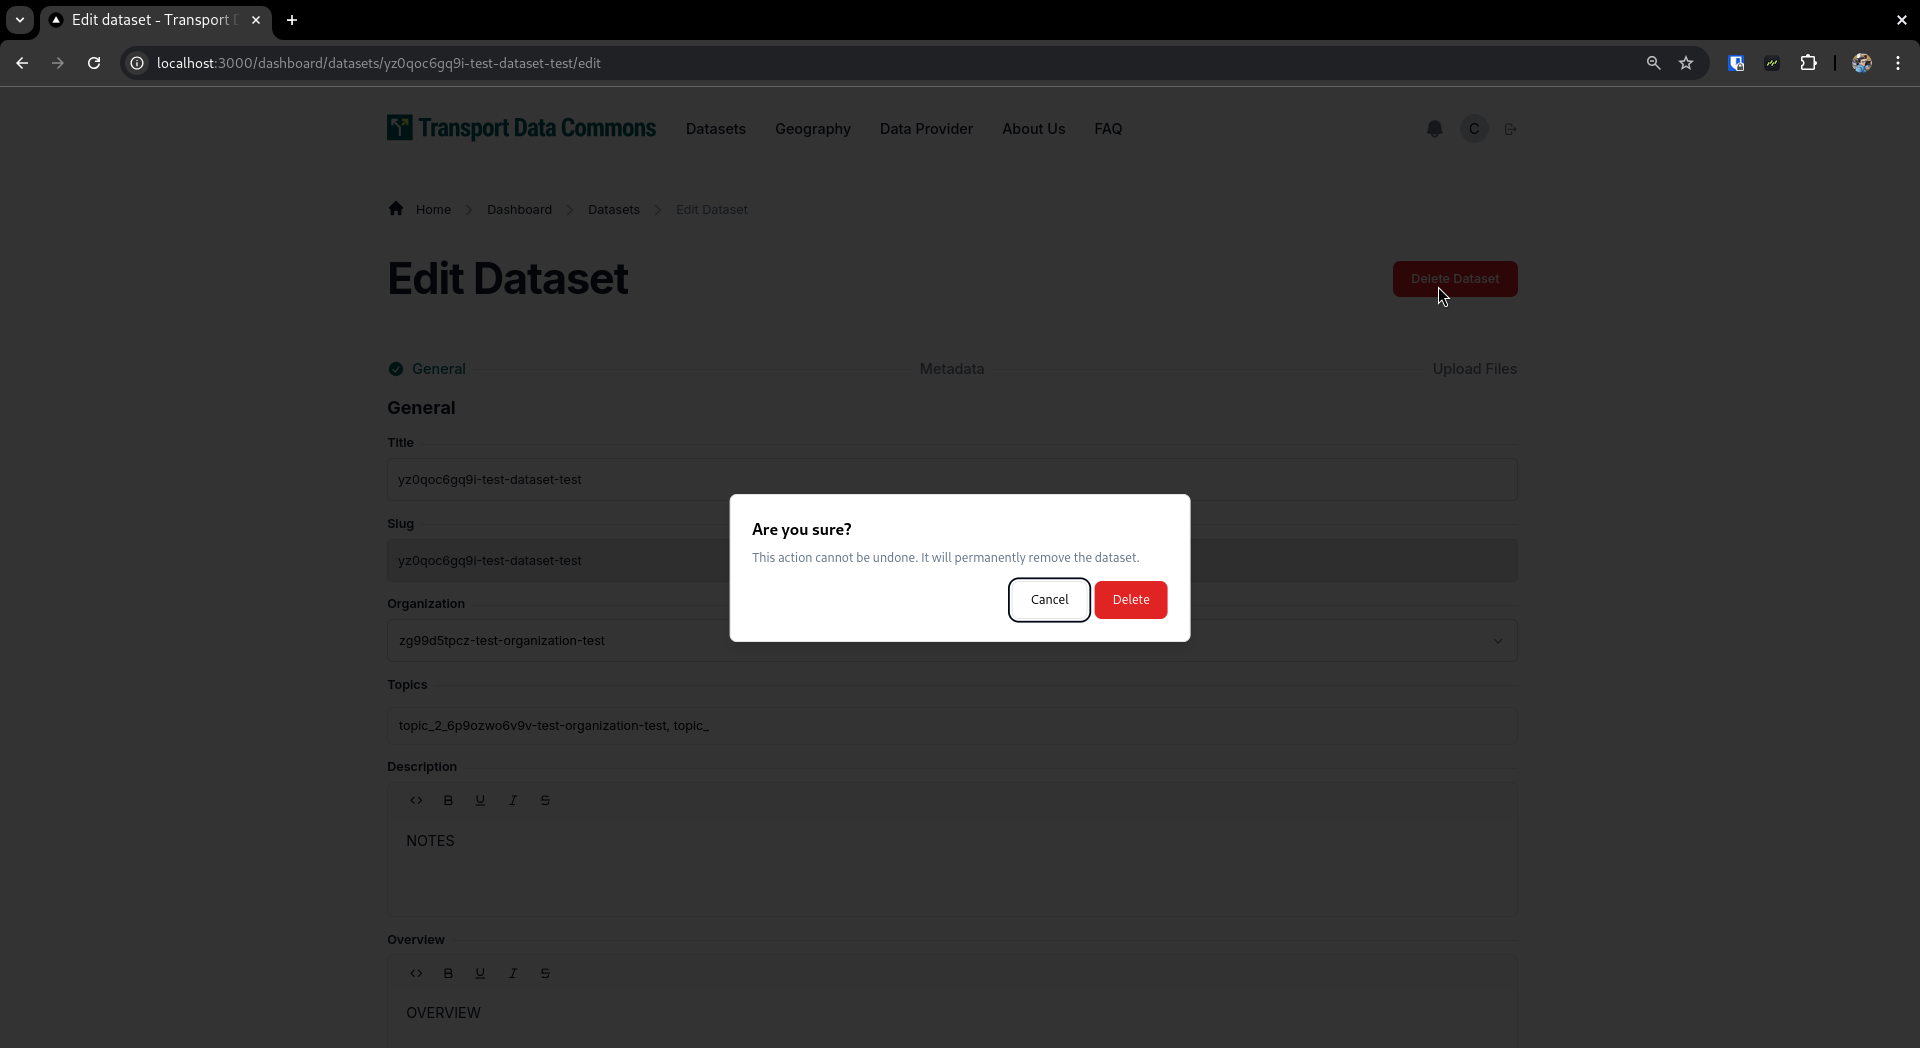 Edit dataset - Transport D
localhost:3000/dashboard/datasets/yz0qoc6gq9i-test-dataset-test/edit
Transport Data Commons Datasets Geography Data Provider About Us FAQ C
Home Dashboard Datasets Edit Dataset
Edit Dataset Delete Dataset
General Metadata Upload Files
General
Title
yz0qoc6gq9i-test-dataset-test
Slug
yz0qoc6gq9i-test-dataset-test
Organization
zg99d5tpcz-test-organization-test
Topics
topic_2_6p9ozwo6v9v-test-organization-test, topic_
Description
B U I S
NOTES
Overview
B U I S
OVERVIEW
Are you sure?
This action cannot be undone. It will permanently remove the dataset.
Cancel Delete